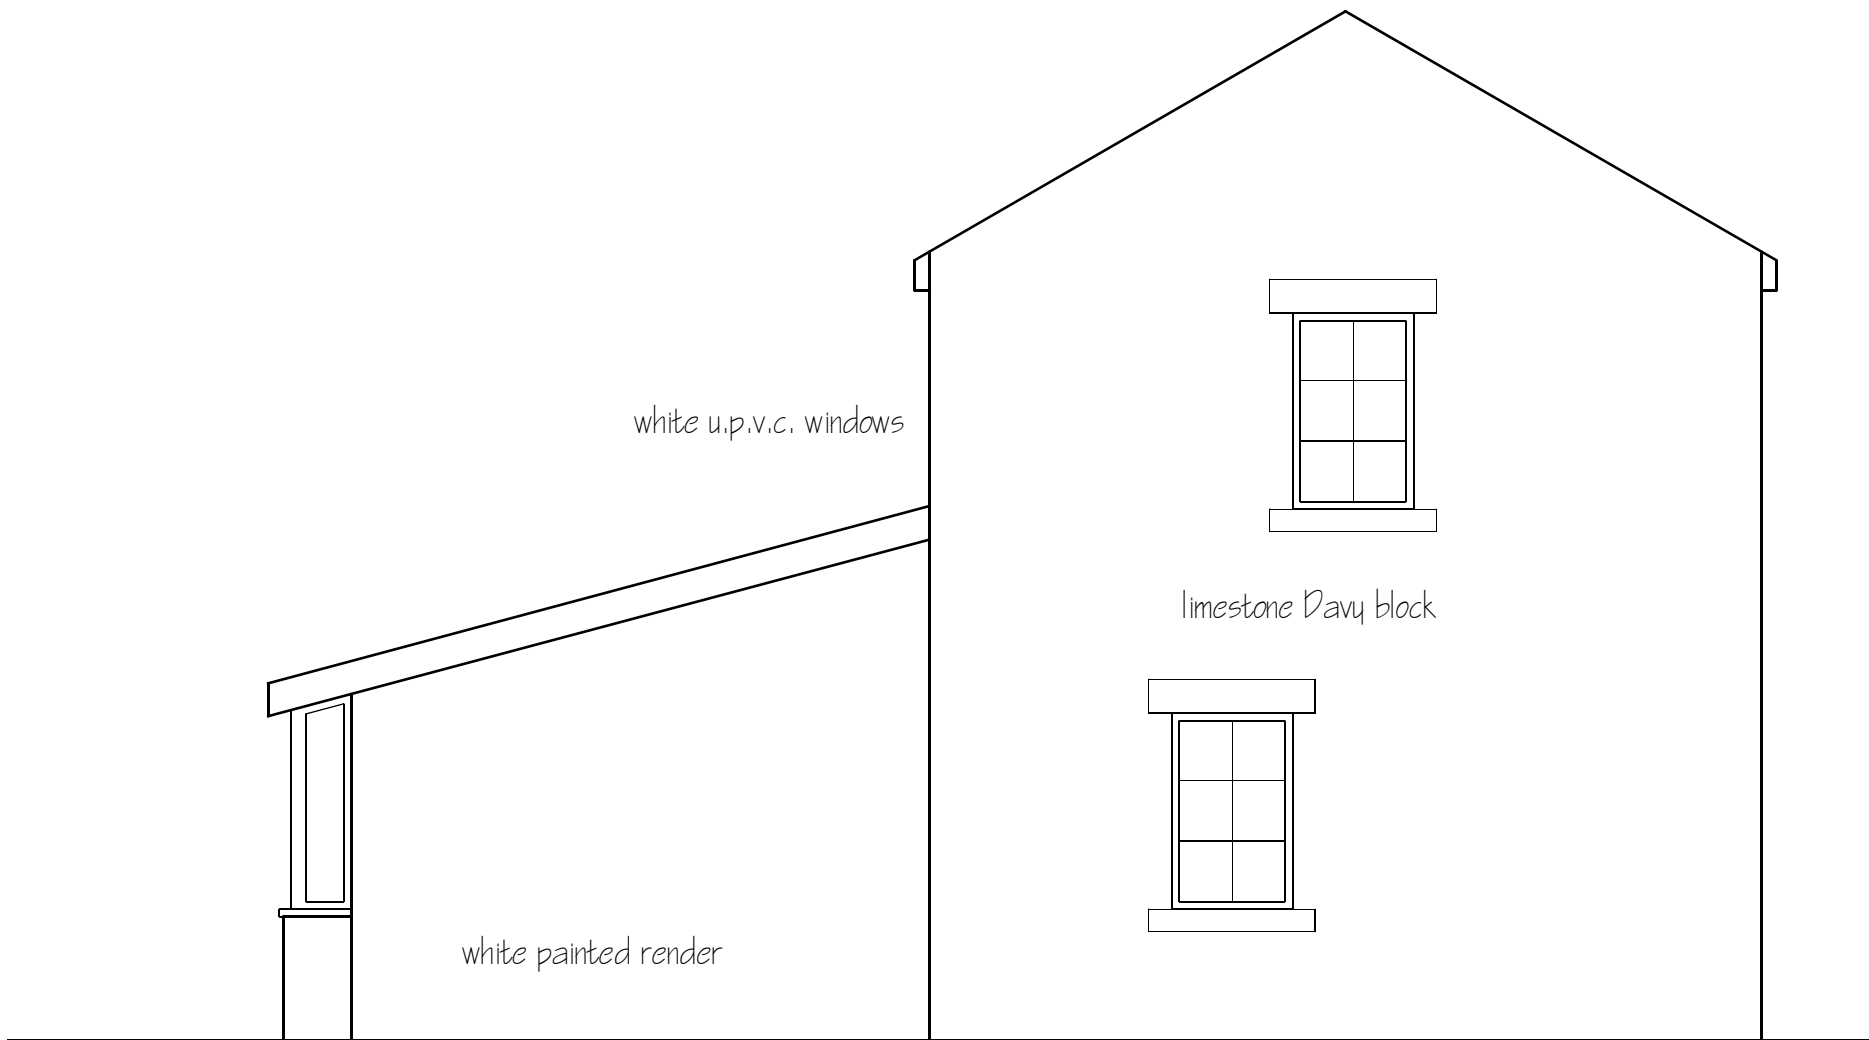 white u.p.v.c. windows
limestone Davy block
white painted render